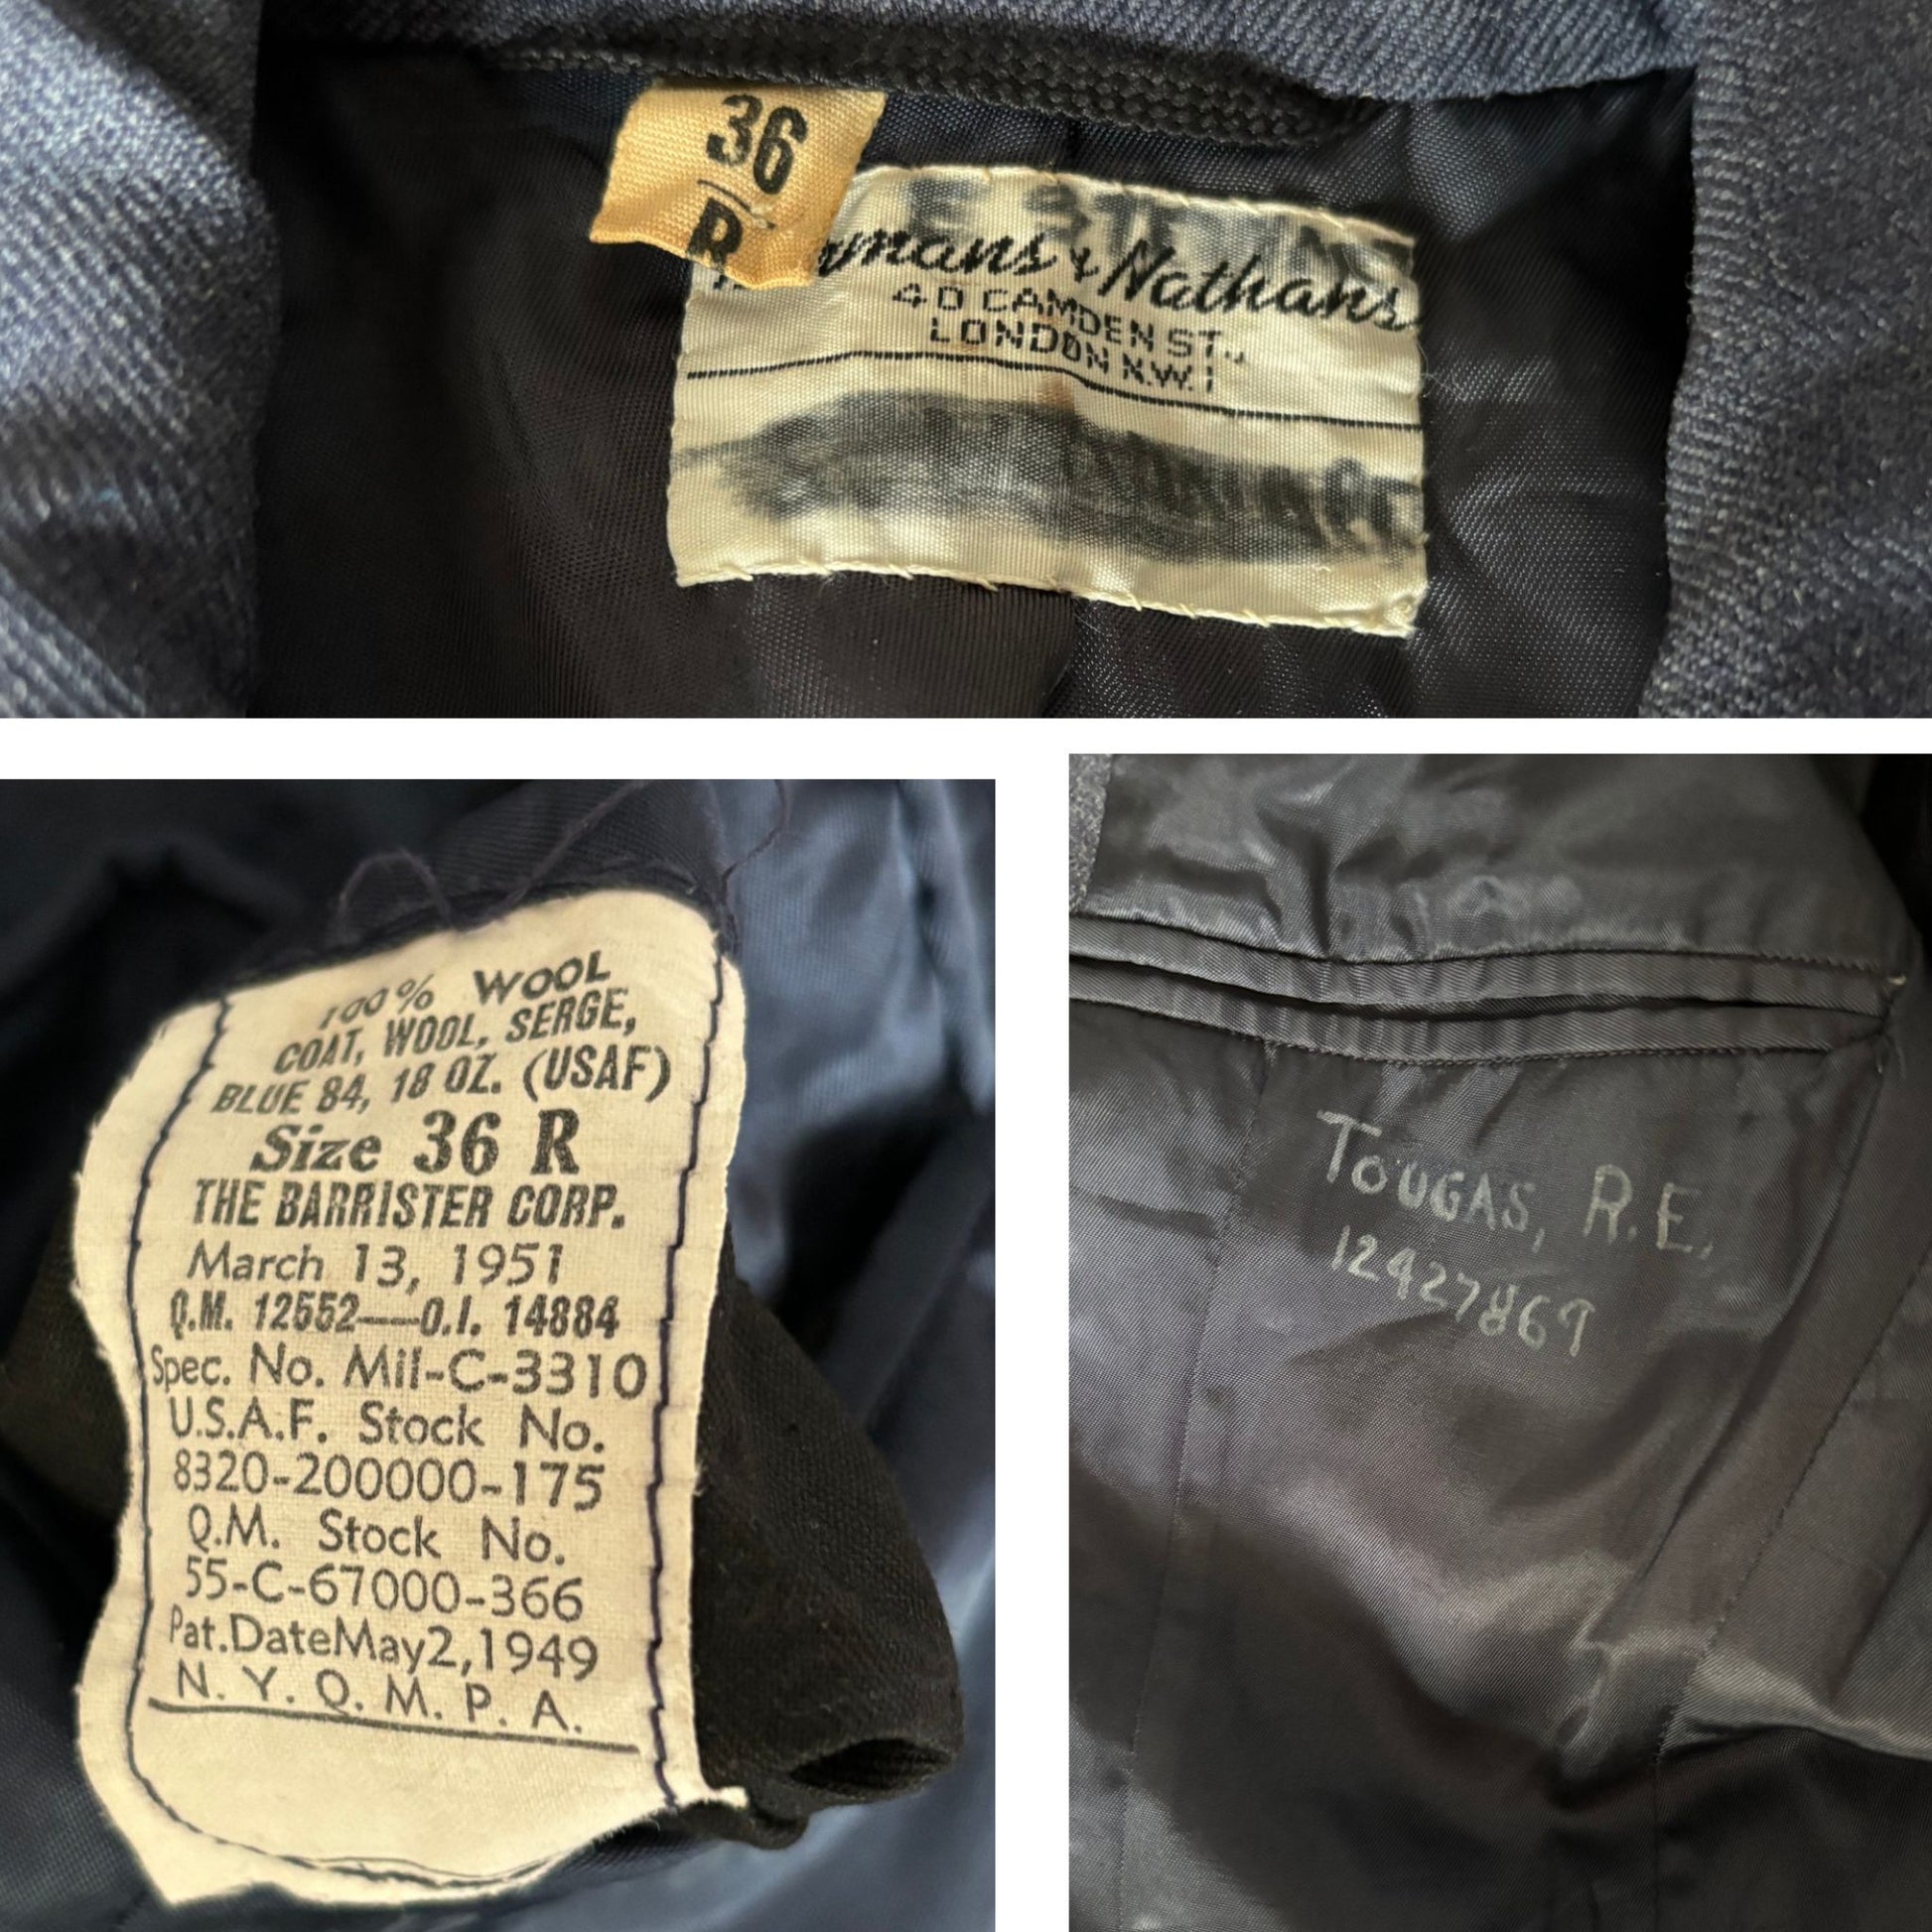 36
R
mans & Nathans
40 CAMDEN ST.,
LONDON N.W.1
100% WOOL
COAT, WOOL, SERGE,
BLUE 84, 18 OZ. (USAF)
Size 36 R
THE BARRISTER CORP.
March 13, 1951
Q.M. 12552—O.I. 14884
Spec. No. Mil-C-3310
U.S.A.F. Stock No.
8320-200000-175
Q.M. Stock No.
55-C-67000-366
Pat.DateMay2,1949
N. Y. Q. M. P. A.
TOUGAS, R.E.
12427867